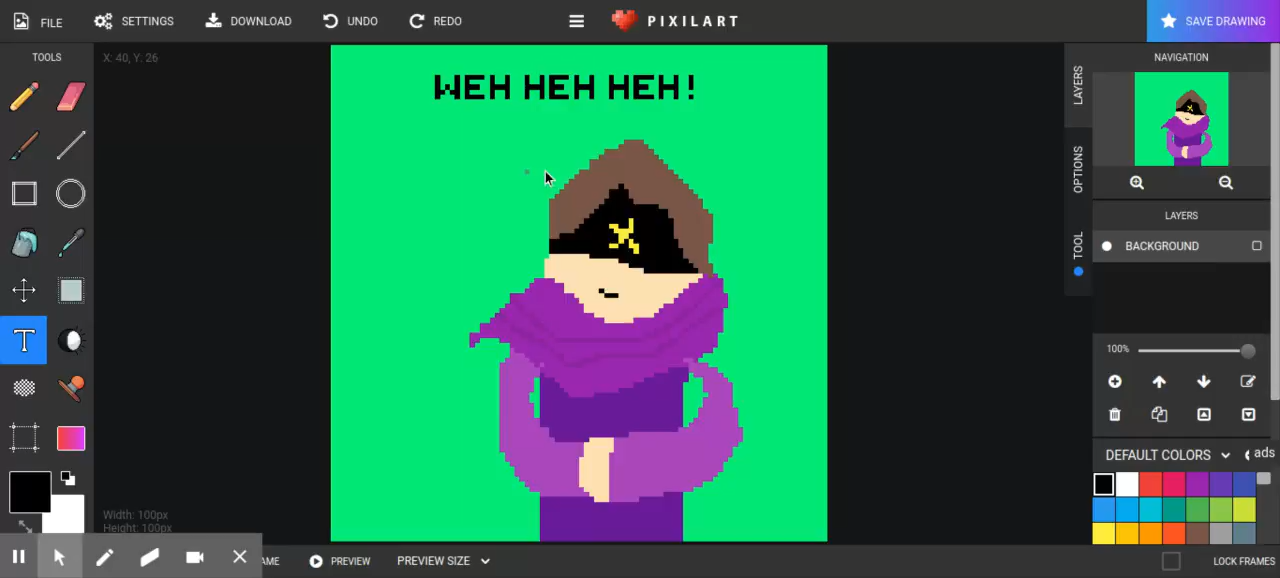 FILE SETTINGS DOWNLOAD UNDO REDO PIXILART SAVE DRAWING
TOOLS
X: 40, Y: 26
WEH HEH HEH!
T
Width: 100px
Height: 100px
AME PREVIEW PREVIEW SIZE
LAYERS
OPTIONS
TOOL
NAVIGATION
LAYERS
BACKGROUND
100%
DEFAULT COLORS
ads
LOCK FRAMES